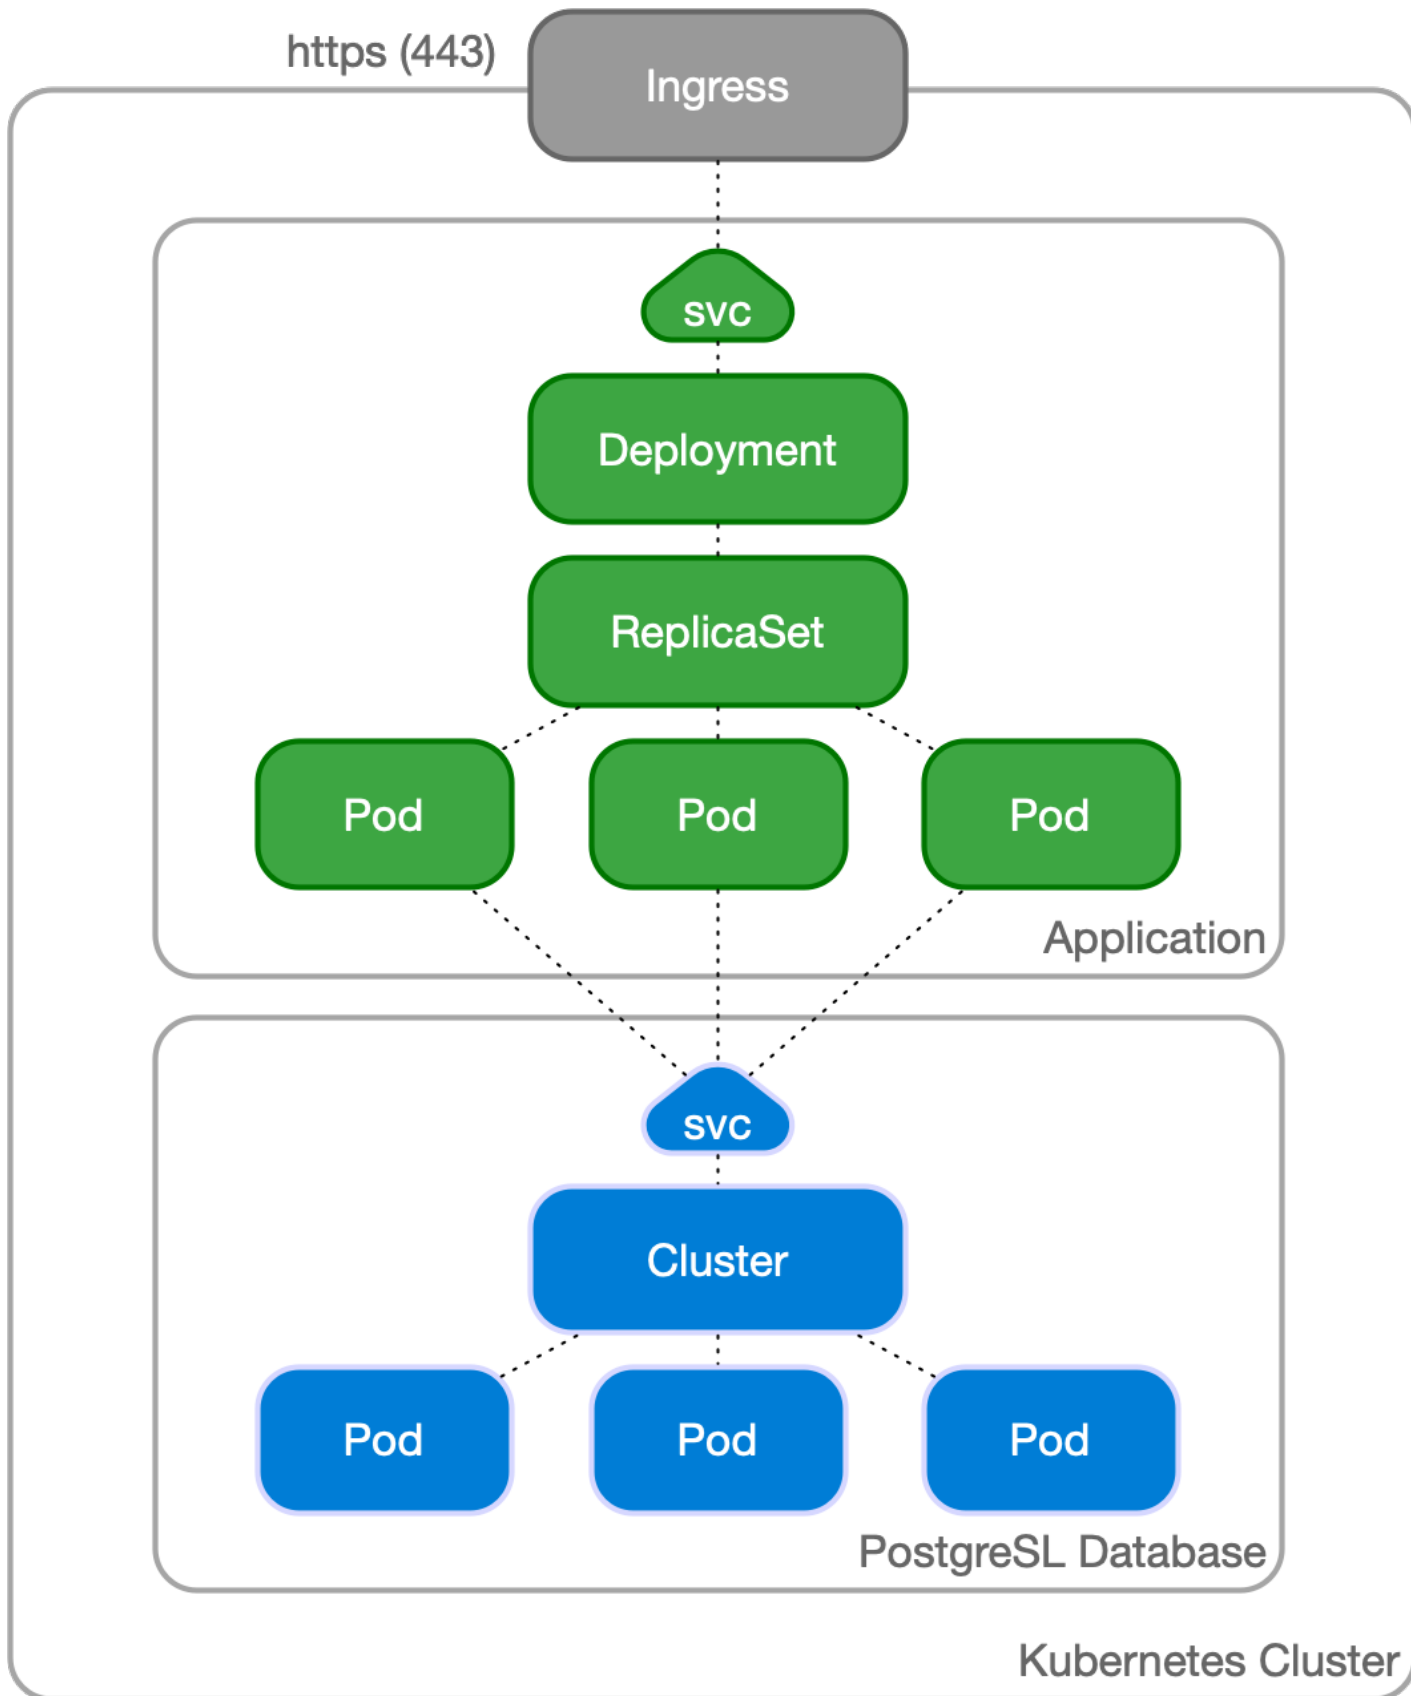 https (443)
Ingress
svc
Deployment
ReplicaSet
Pod
Pod
Pod
Application
svc
Cluster
Pod
Pod
Pod
PostgreSL Database
Kubernetes Cluster